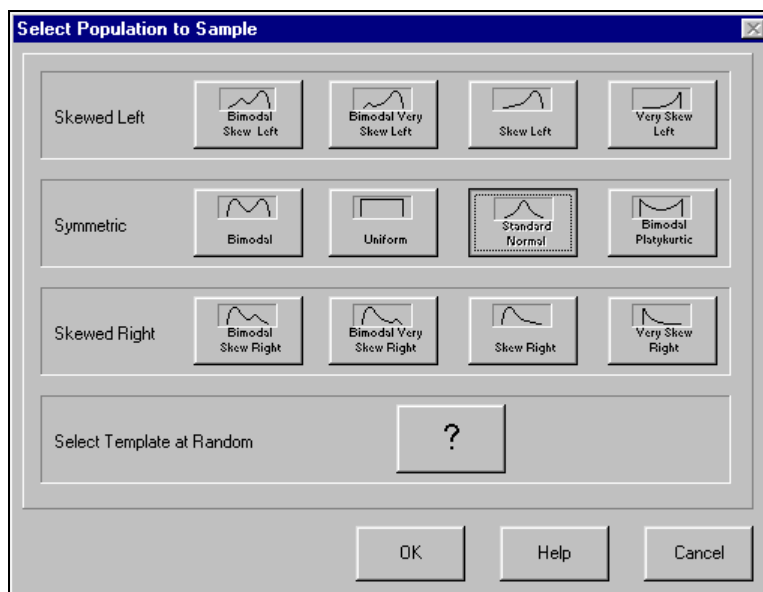 Select Population to Sample
Skewed Left
Bimodal
Skew Left
Bimodal Very
Skew Left
Skew Left
Very Skew
Left
Symmetric
Bimodal
Uniform
Standard
Normal
Bimodal
Platykurtic
Skewed Right
Bimodal
Skew Right
Bimodal Very
Skew Right
Skew Right
Very Skew
Right
Select Template at Random
?
OK
Help
Cancel